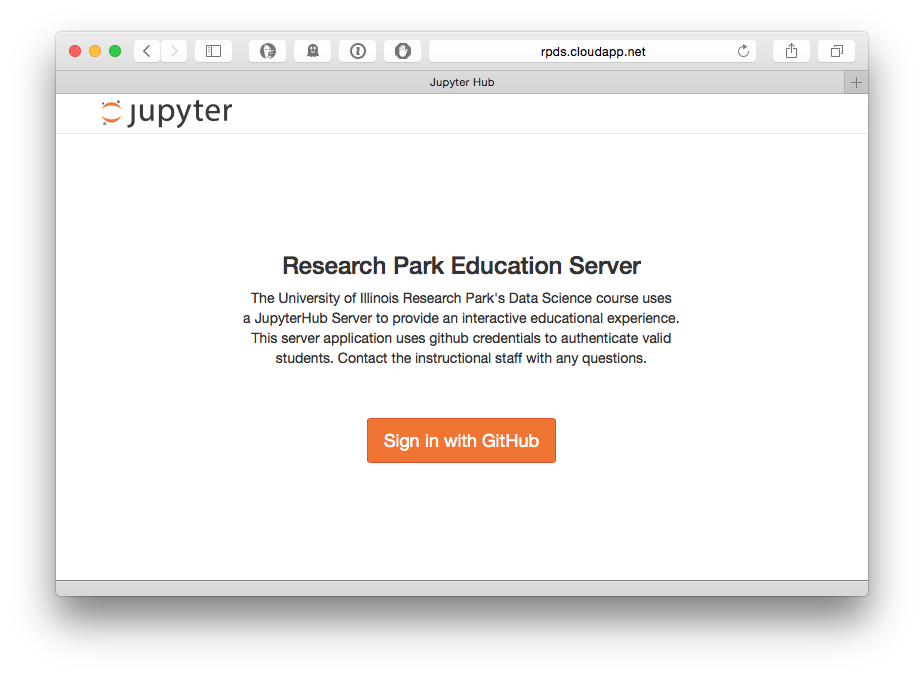 rpds.cloudapp.net
Jupyter Hub
jupyter
Research Park Education Server
The University of Illinois Research Park's Data Science course uses
a JupyterHub Server to provide an interactive educational experience.
This server application uses github credentials to authenticate valid
students. Contact the instructional staff with any questions.
Sign in with GitHub